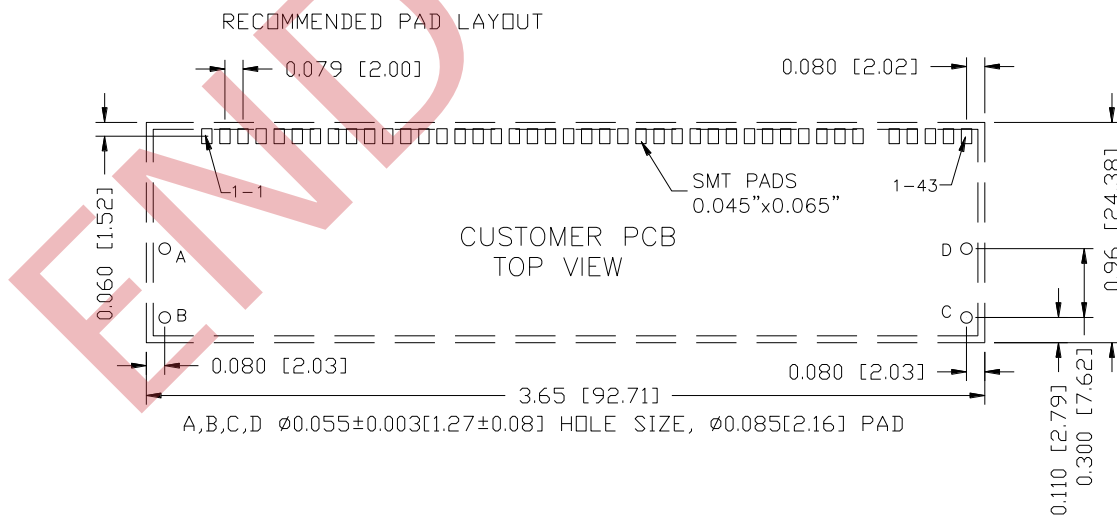 RECOMMENDED PAD LAYOUT
0.079 [2.00]
0.080 [2.02]
1-1
SMT PADS
0.045"x0.065"
1-43
0.060 [1.52]
0.96 [24.38]
CUSTOMER PCB
TOP VIEW
A
D
B
C
0.080 [2.03]
0.080 [2.03]
3.65 [92.71]
0.110 [2.79]
0.300 [7.62]
A,B,C,D Ø0.055±0.003[1.27±0.08] HOLE SIZE, Ø0.085[2.16] PAD
END